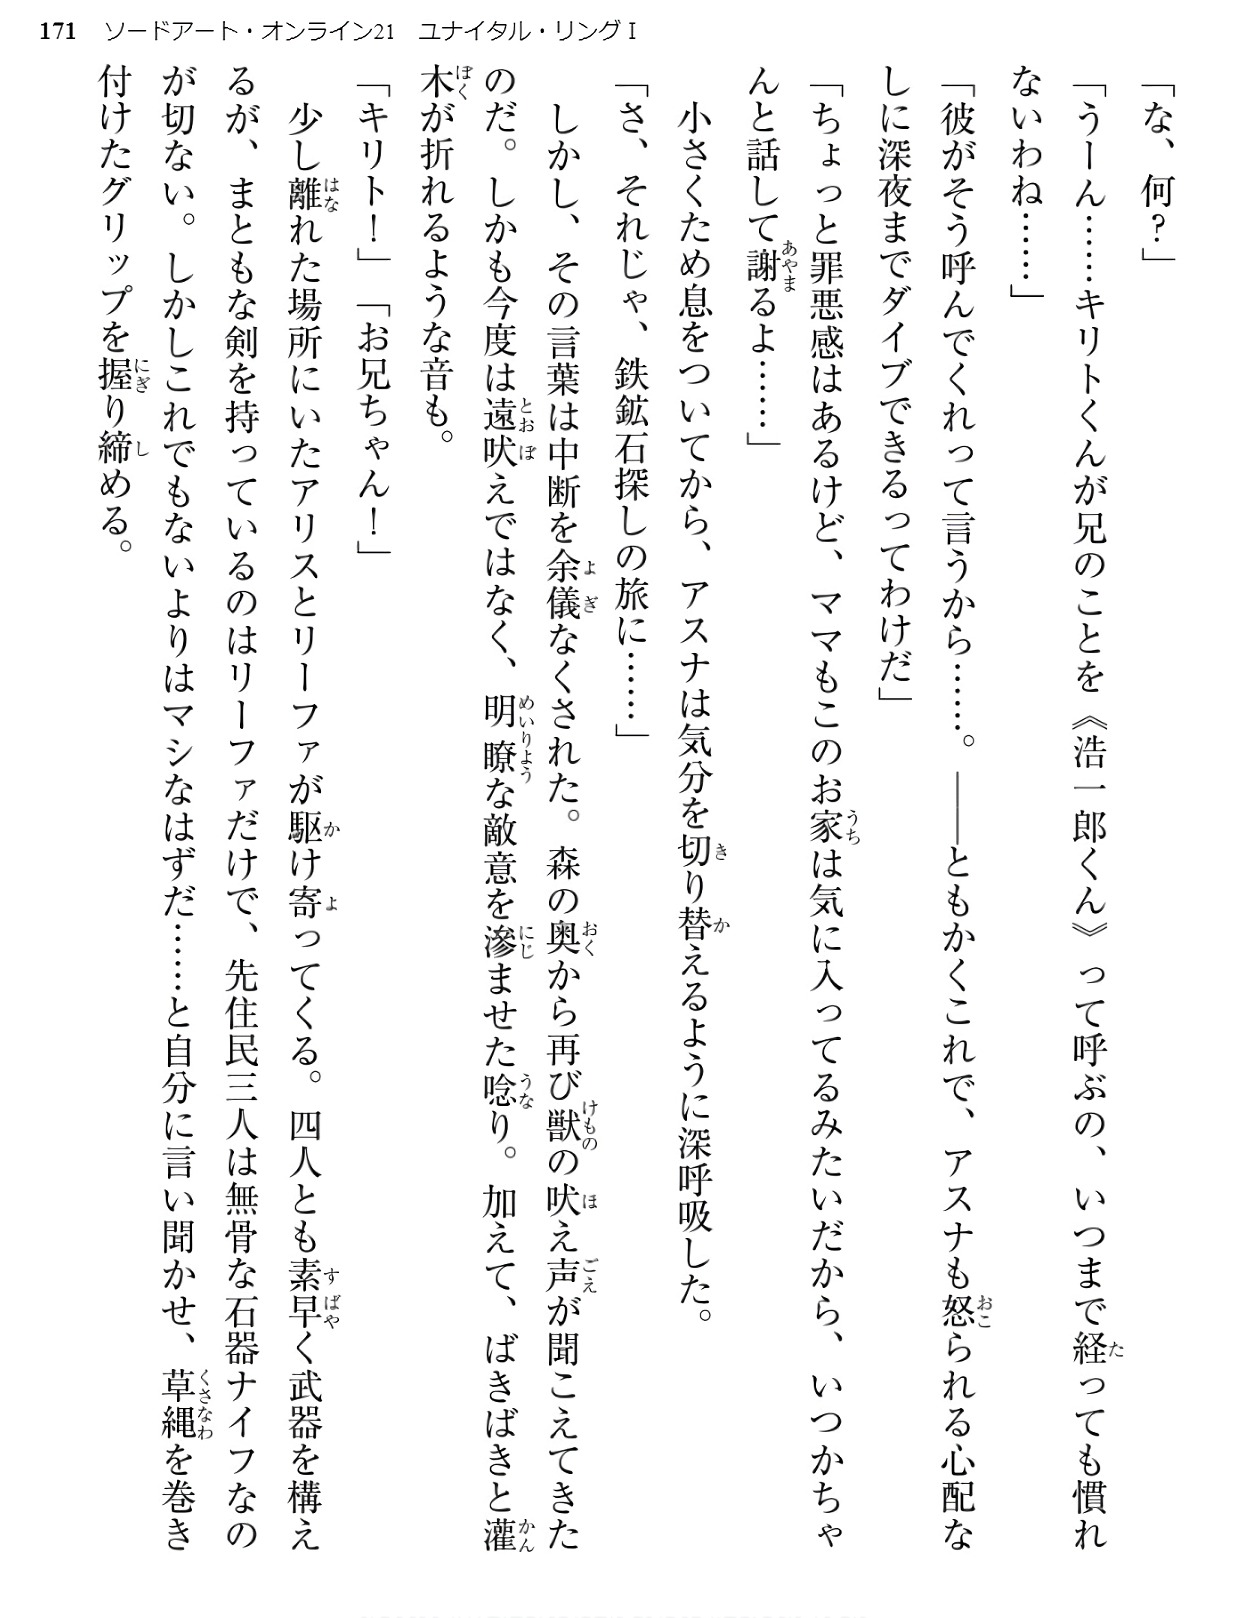 171 ソードアート・オンライン21 ユナイタル・リングⅠ
「な、何?」
「うーん……キリトくんが兄のことを《浩一郎くん》って呼ぶの、いつまで経っても慣れ
ないわね……」
「彼がそう呼んでくれって言うから……。――ともかくこれで、アスナも怒られる心配な
しに深夜までダイブできるってわけだ」
「ちょっと罪悪感はあるけど、ママもこのお家は気に入ってるみたいだから、いつかちゃ
んと話して謝るよ……」
小さくため息をついてから、アスナは気分を切り替えるように深呼吸した。
「さ、それじゃ、鉄鉱石探しの旅に……」
しかし、その言葉は中断を余儀なくされた。森の奥から再び獣の吠え声が聞こえてきた
のだ。しかも今度は遠吠えではなく、明瞭な敵意を滲ませた唸り。加えて、ばきばきと灌
木が折れるような音も。
「キリト!」「お兄ちゃん!」
少し離れた場所にいたアリスとリーファが駆け寄ってくる。四人とも素早く武器を構え
るが、まともな剣を持っているのはリーファだけで、先住民三人は無骨な石器ナイフなの
が切ない。しかしこれでもないよりはマシなはずだ……と自分に言い聞かせ、草縄を巻き
付けたグリップを握り締める。